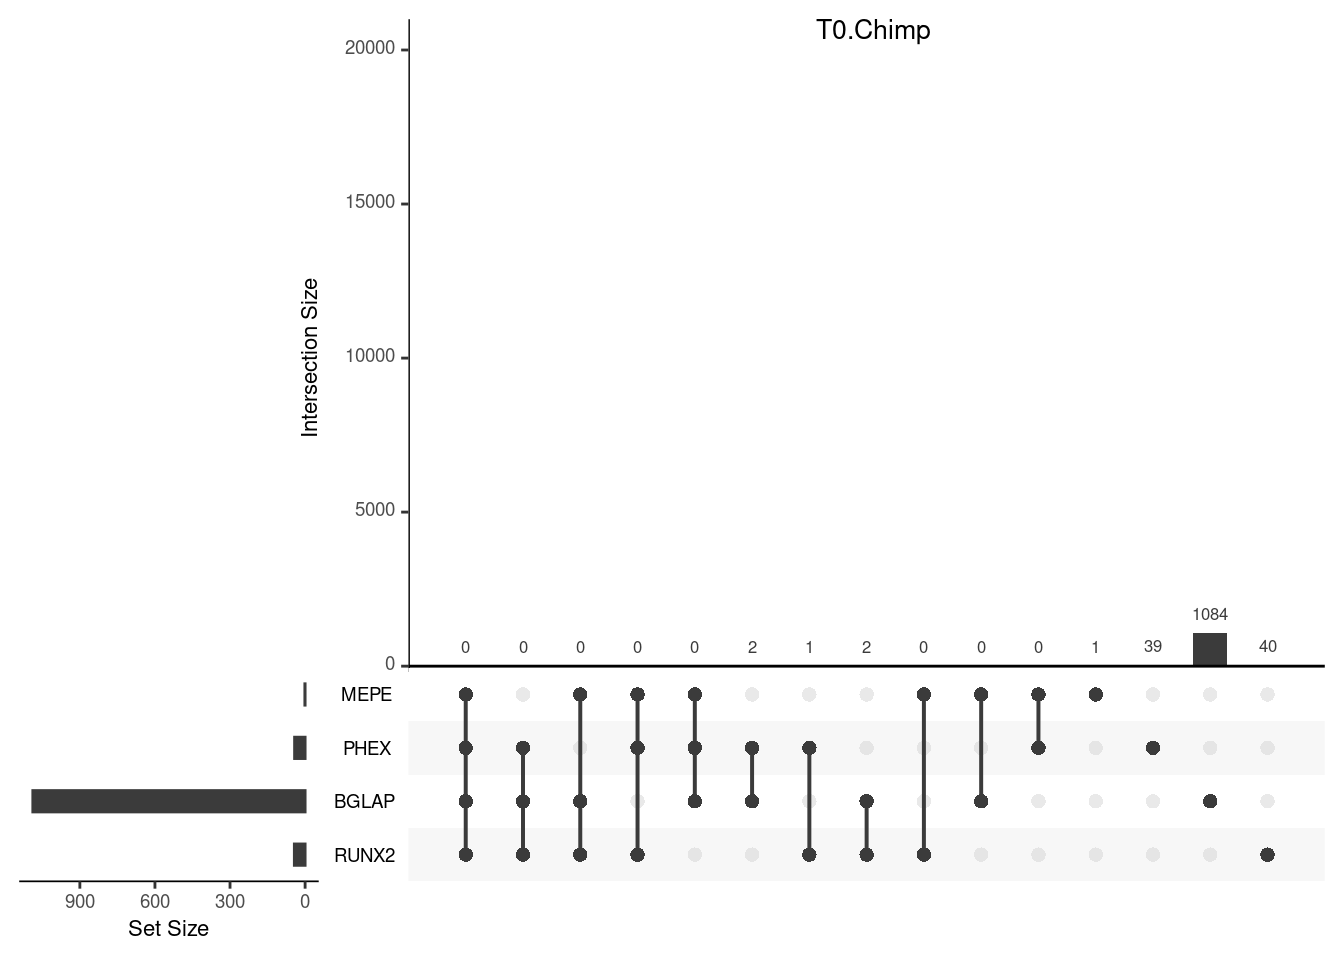 T0.Chimp
20000
15000
10000
5000
0
Intersection Size
0 0 0 0 0 2 1 2 0 0 0 1 39 1084 40
MEPE
PHEX
BGLAP
RUNX2
900 600 300 0
Set Size